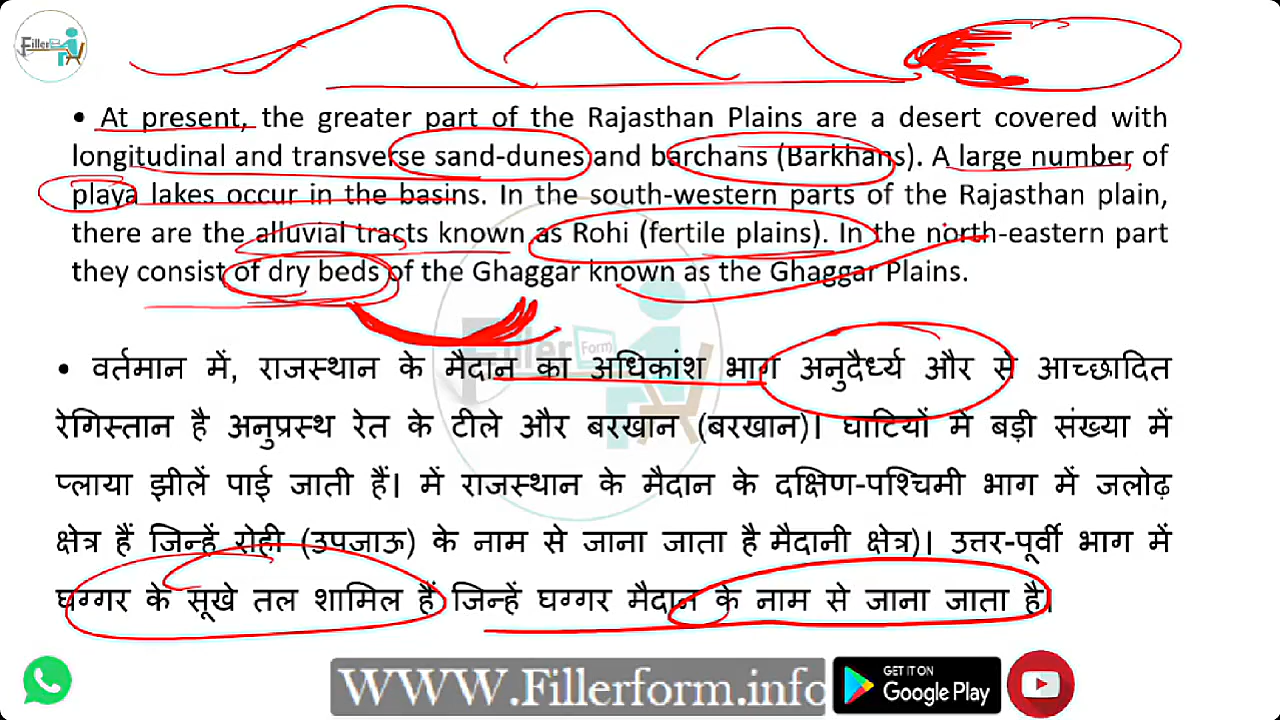 Filler
• At present, the greater part of the Rajasthan Plains are a desert covered with
longitudinal and transverse sand-dunes and barchans (Barkhans). A large number of
playa lakes occur in the basins. In the south-western parts of the Rajasthan plain,
there are the alluvial tracts known as Rohi (fertile plains). In the north-eastern part
they consist of dry beds of the Ghaggar known as the Ghaggar Plains.
Filler Form
• वर्तमान में, राजस्थान के मैदान का अधिकांश भाग अनुदैर्ध्य और से आच्छादित
रेगिस्तान है अनुप्रस्थ रेत के टीले और बरखान (बरखान)। घाटियों में बड़ी संख्या में
प्लाया झीलें पाई जाती हैं। में राजस्थान के मैदान के दक्षिण-पश्चिमी भाग में जलोढ़
क्षेत्र हैं जिन्हें रोही (उपजाऊ) के नाम से जाना जाता है मैदानी क्षेत्र)। उत्तर-पूर्वी भाग में
घग्गर के सूखे तल शामिल हैं जिन्हें घग्गर मैदान के नाम से जाना जाता है।
WWW.Fillerform.info
GET IT ON
Google Play